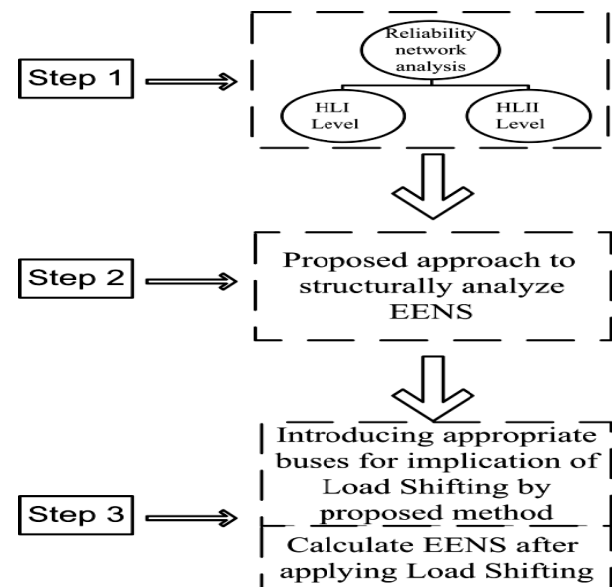 Step 1
Reliability
network
analysis
HLI
Level
HLII
Level
Step 2
Proposed approach to
structurally analyze
EENS
Step 3
Introducing appropriate
buses for implication of
Load Shifting by
proposed method
Calculate EENS after
applying Load Shifting